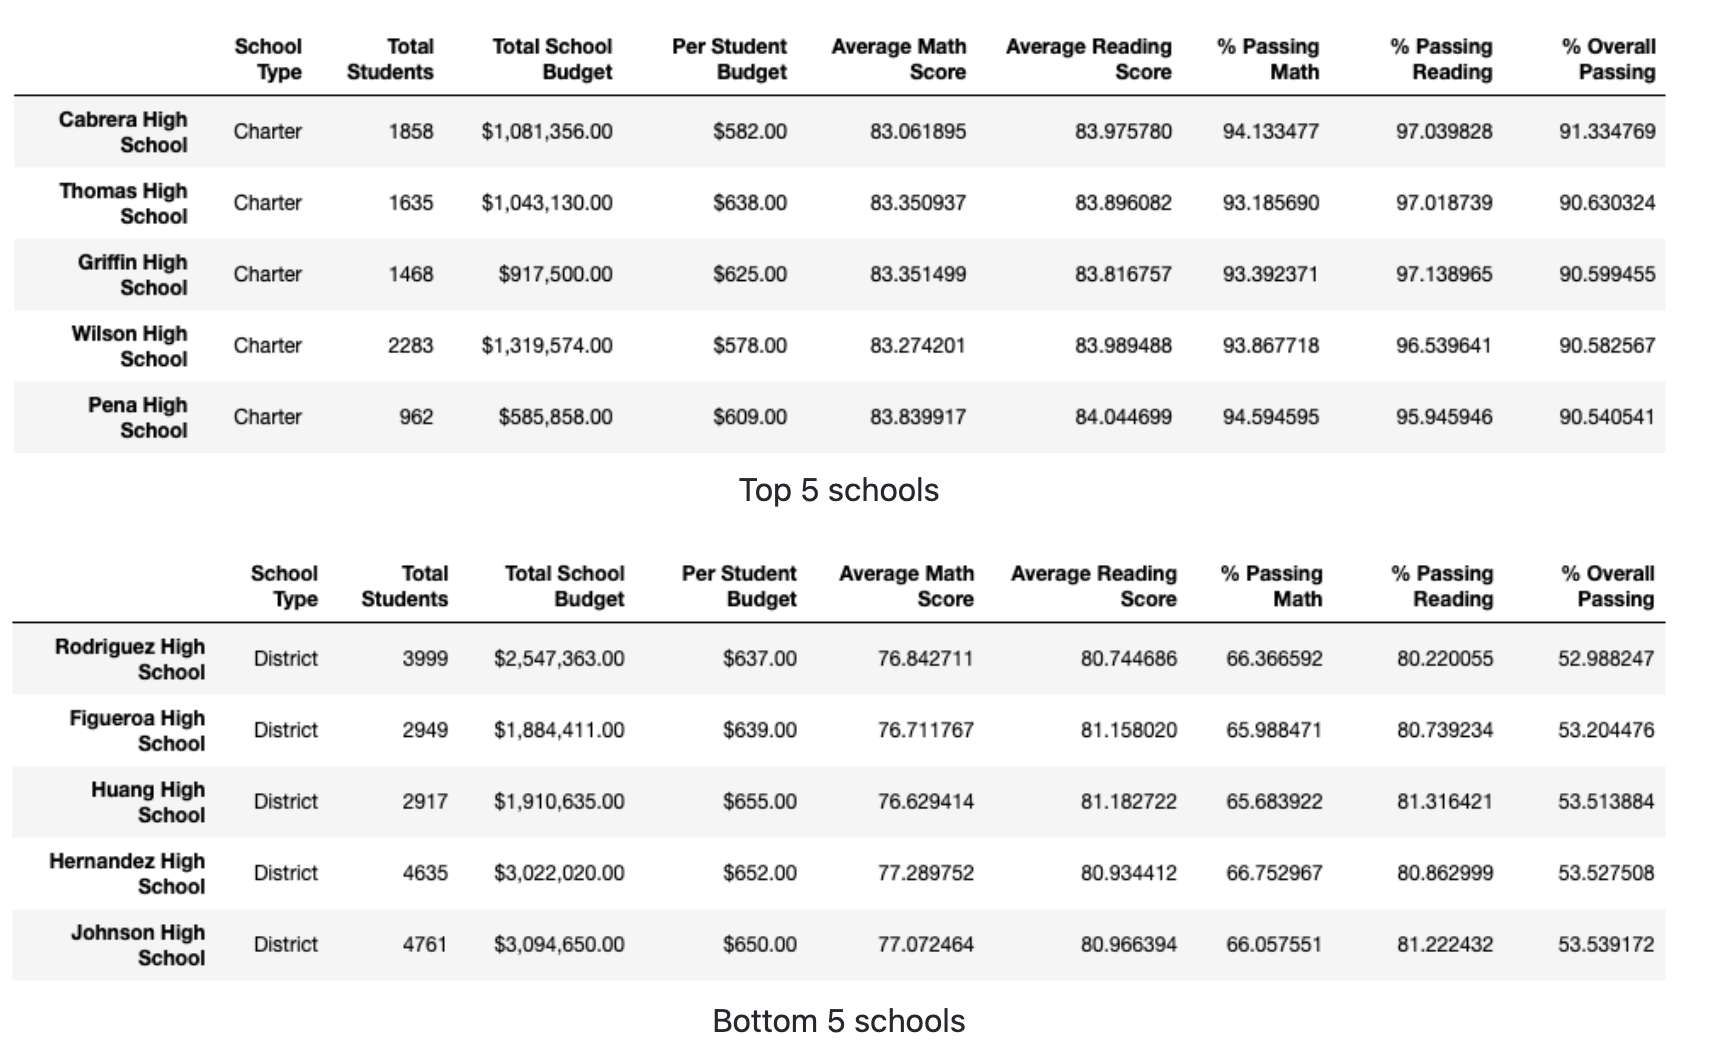 School Type Total Students Total School Budget Per Student Budget Average Math Score Average Reading Score % Passing Math % Passing Reading % Overall Passing
Cabrera High School Charter 1858 $1,081,356.00 $582.00 83.061895 83.975780 94.133477 97.039828 91.334769
Thomas High School Charter 1635 $1,043,130.00 $638.00 83.350937 83.896082 93.185690 97.018739 90.630324
Griffin High School Charter 1468 $917,500.00 $625.00 83.351499 83.816757 93.392371 97.138965 90.599455
Wilson High School Charter 2283 $1,319,574.00 $578.00 83.274201 83.989488 93.867718 96.539641 90.582567
Pena High School Charter 962 $585,858.00 $609.00 83.839917 84.044699 94.594595 95.945946 90.540541
Top 5 schools
School Type Total Students Total School Budget Per Student Budget Average Math Score Average Reading Score % Passing Math % Passing Reading % Overall Passing
Rodriguez High School District 3999 $2,547,363.00 $637.00 76.842711 80.744686 66.366592 80.220055 52.988247
Figueroa High School District 2949 $1,884,411.00 $639.00 76.711767 81.158020 65.988471 80.739234 53.204476
Huang High School District 2917 $1,910,635.00 $655.00 76.629414 81.182722 65.683922 81.316421 53.513884
Hernandez High School District 4635 $3,022,020.00 $652.00 77.289752 80.934412 66.752967 80.862999 53.527508
Johnson High School District 4761 $3,094,650.00 $650.00 77.072464 80.966394 66.057551 81.222432 53.539172
Bottom 5 schools